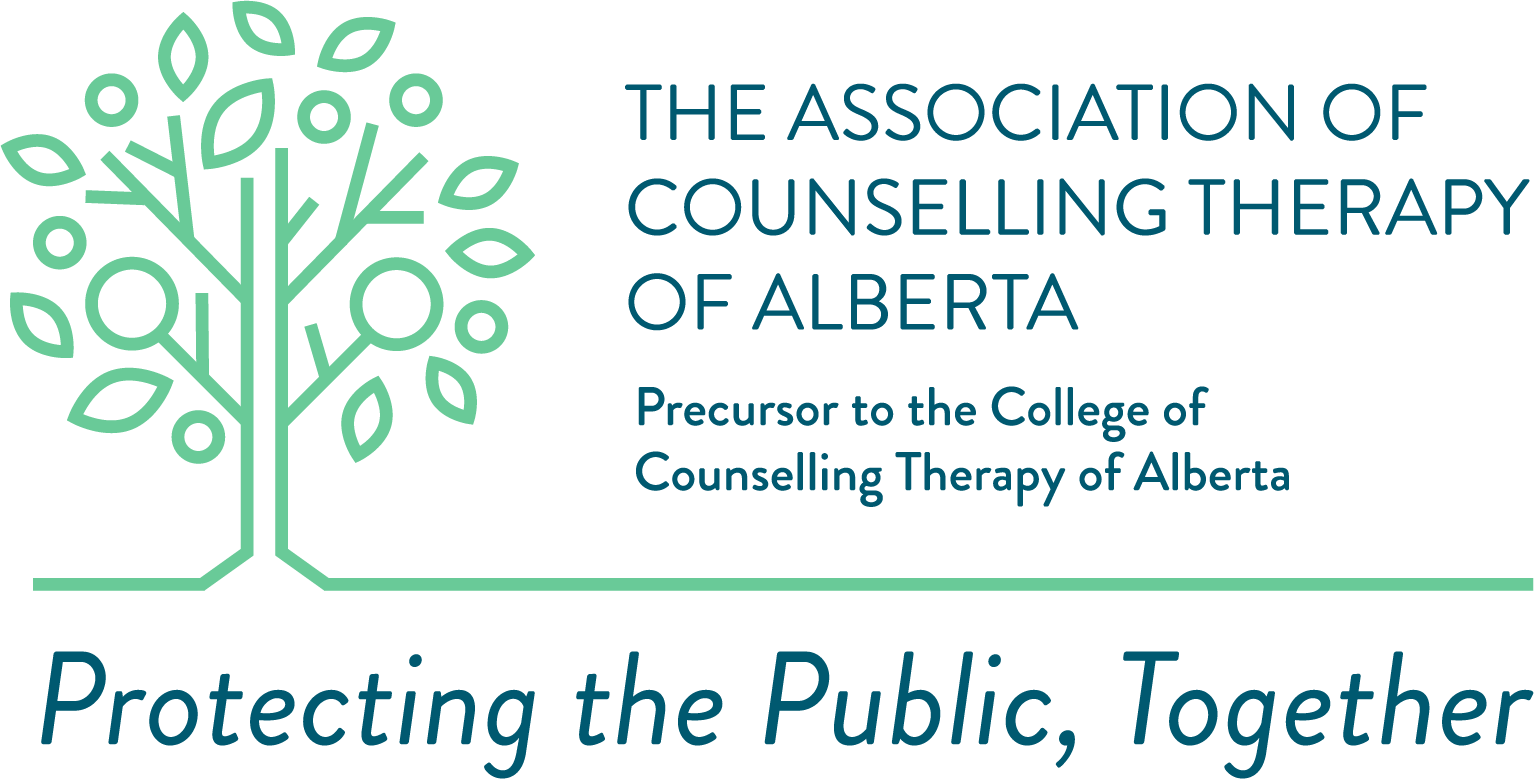 THE ASSOCIATION OF
COUNSELLING THERAPY
OF ALBERTA
Precursor to the College of
Counselling Therapy of Alberta
Protecting the Public, Together